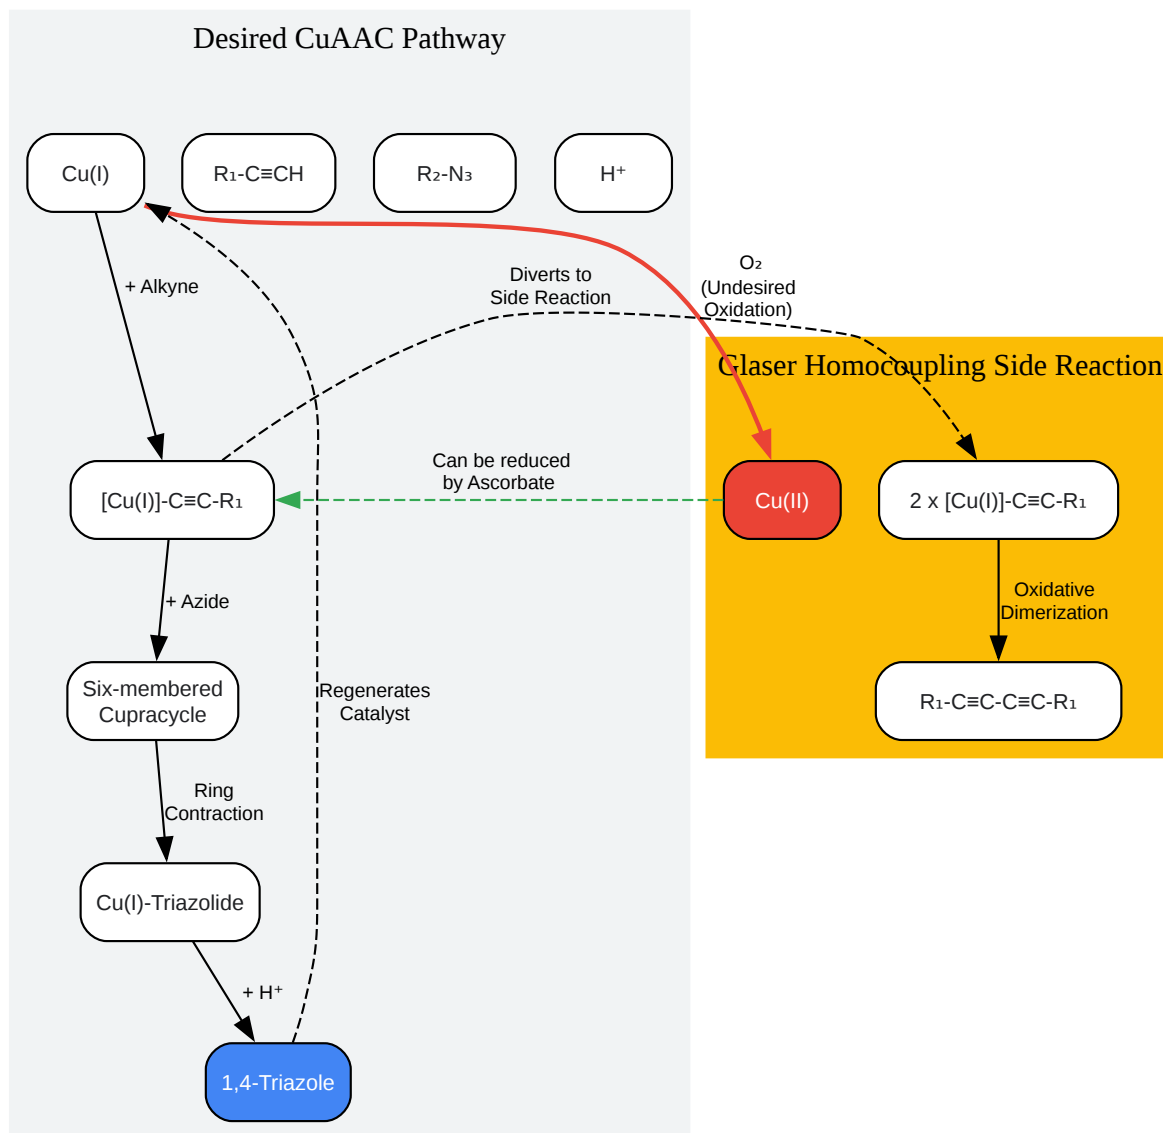 Desired CuAAC Pathway
Cu(I)
R₁-C≡CH
R₂-N₃
H⁺
+ Alkyne
Diverts to
Side Reaction
O₂
(Undesired
Oxidation)
Glaser Homocoupling Side Reaction
Can be reduced
by Ascorbate
[Cu(I)]-C≡C-R₁
Cu(II)
2 x [Cu(I)]-C≡C-R₁
+ Azide
Oxidative
Dimerization
Six-membered
Cupracycle
Regenerates
Catalyst
R₁-C≡C-C≡C-R₁
Ring
Contraction
Cu(I)-Triazolide
+ H⁺
1,4-Triazole